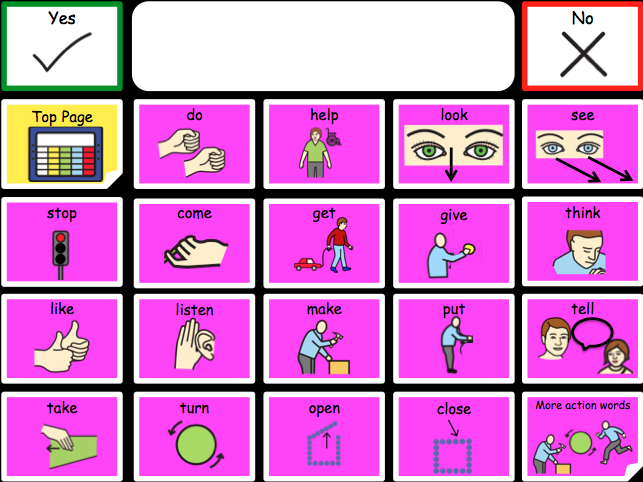 Yes
No
Top Page
do
help
look
see
stop
come
get
give
think
like
listen
make
put
tell
take
turn
open
close
More action words